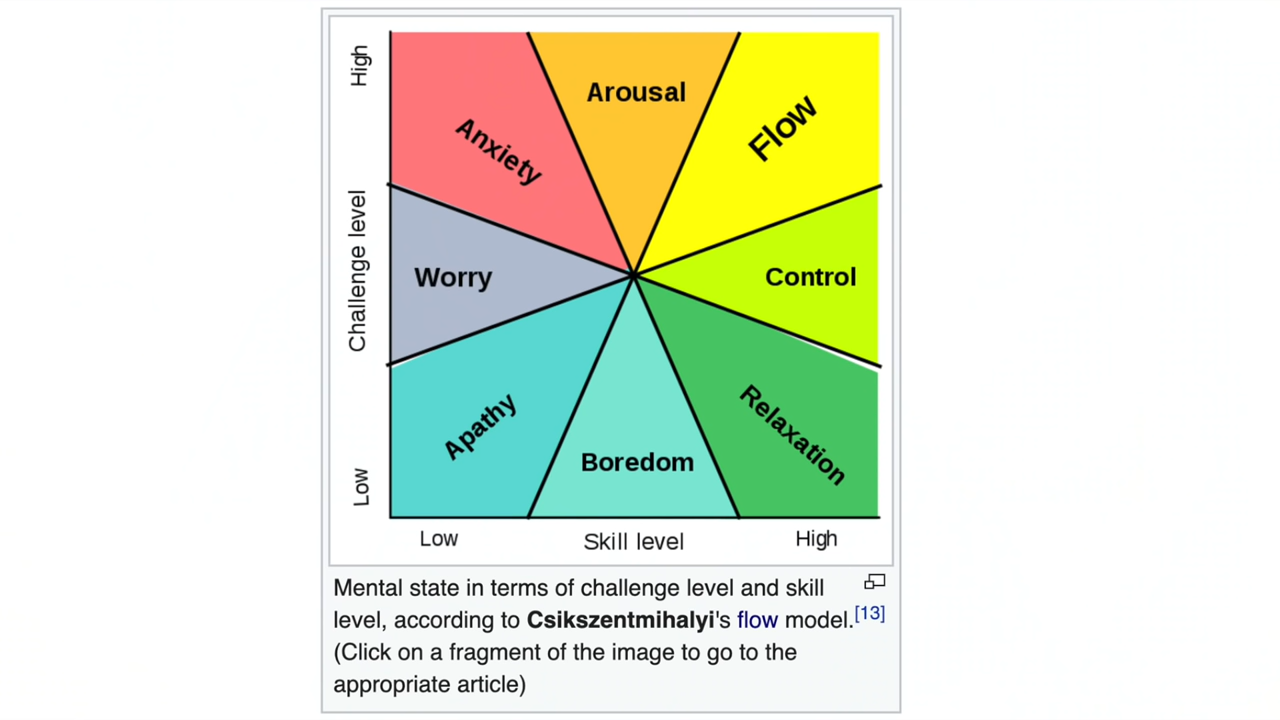 High
Arousal
Flow
Anxiety
Challenge level
Worry
Control
Apathy
Relaxation
Boredom
Low
Low
Skill level
High
Mental state in terms of challenge level and skill
level, according to Csikszentmihalyi's flow model.[13]
(Click on a fragment of the image to go to the
appropriate article)